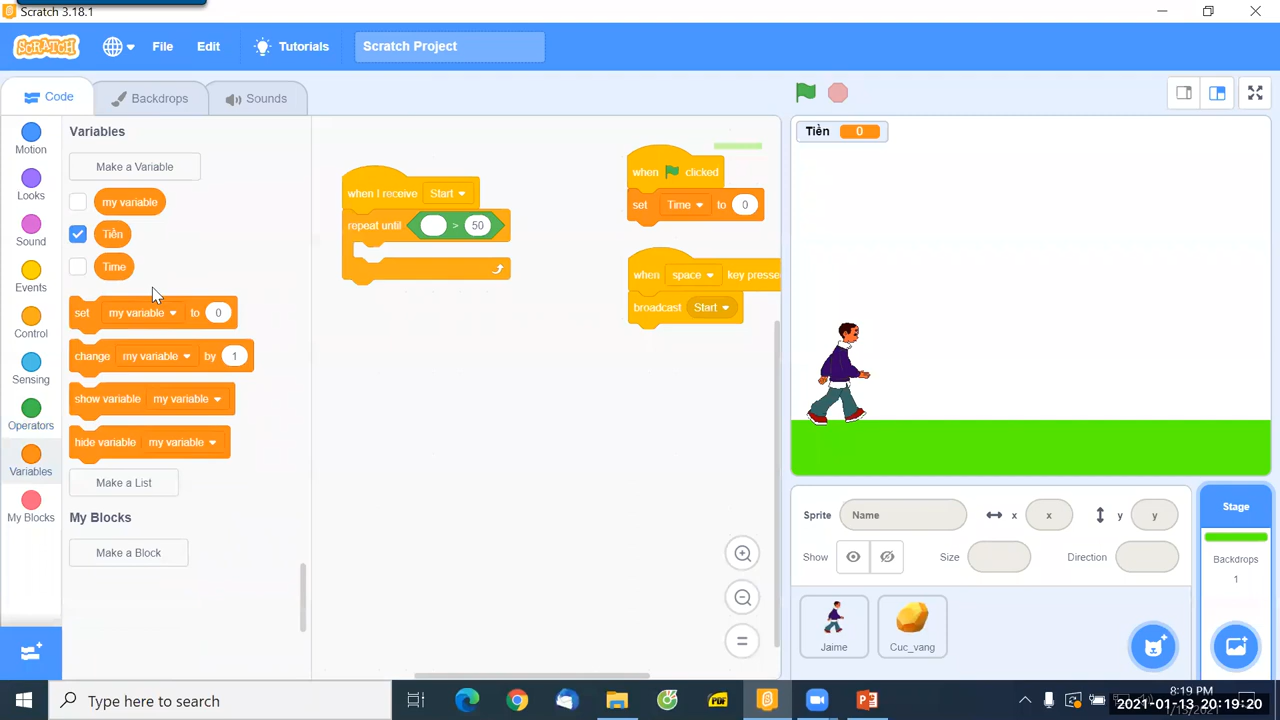 Scratch 3.18.1
SCRATCH
File
Edit
Tutorials
Scratch Project
Code
Backdrops
Sounds
Motion
Looks
Sound
Events
Control
Sensing
Operators
Variables
My Blocks
Variables
Make a Variable
my variable
Tiền
Time
set my variable to 0
change my variable by 1
show variable my variable
hide variable my variable
Make a List
My Blocks
Make a Block
when I receive Start
repeat until > 50
when clicked
set Time to 0
when space key presse
broadcast Start
Tiền 0
Sprite Name x x y y
Show Size Direction
Jaime
Cuc_vang
Stage
Backdrops
1
Type here to search
PDF
8:19 PM
2021-01-13 20:19:20